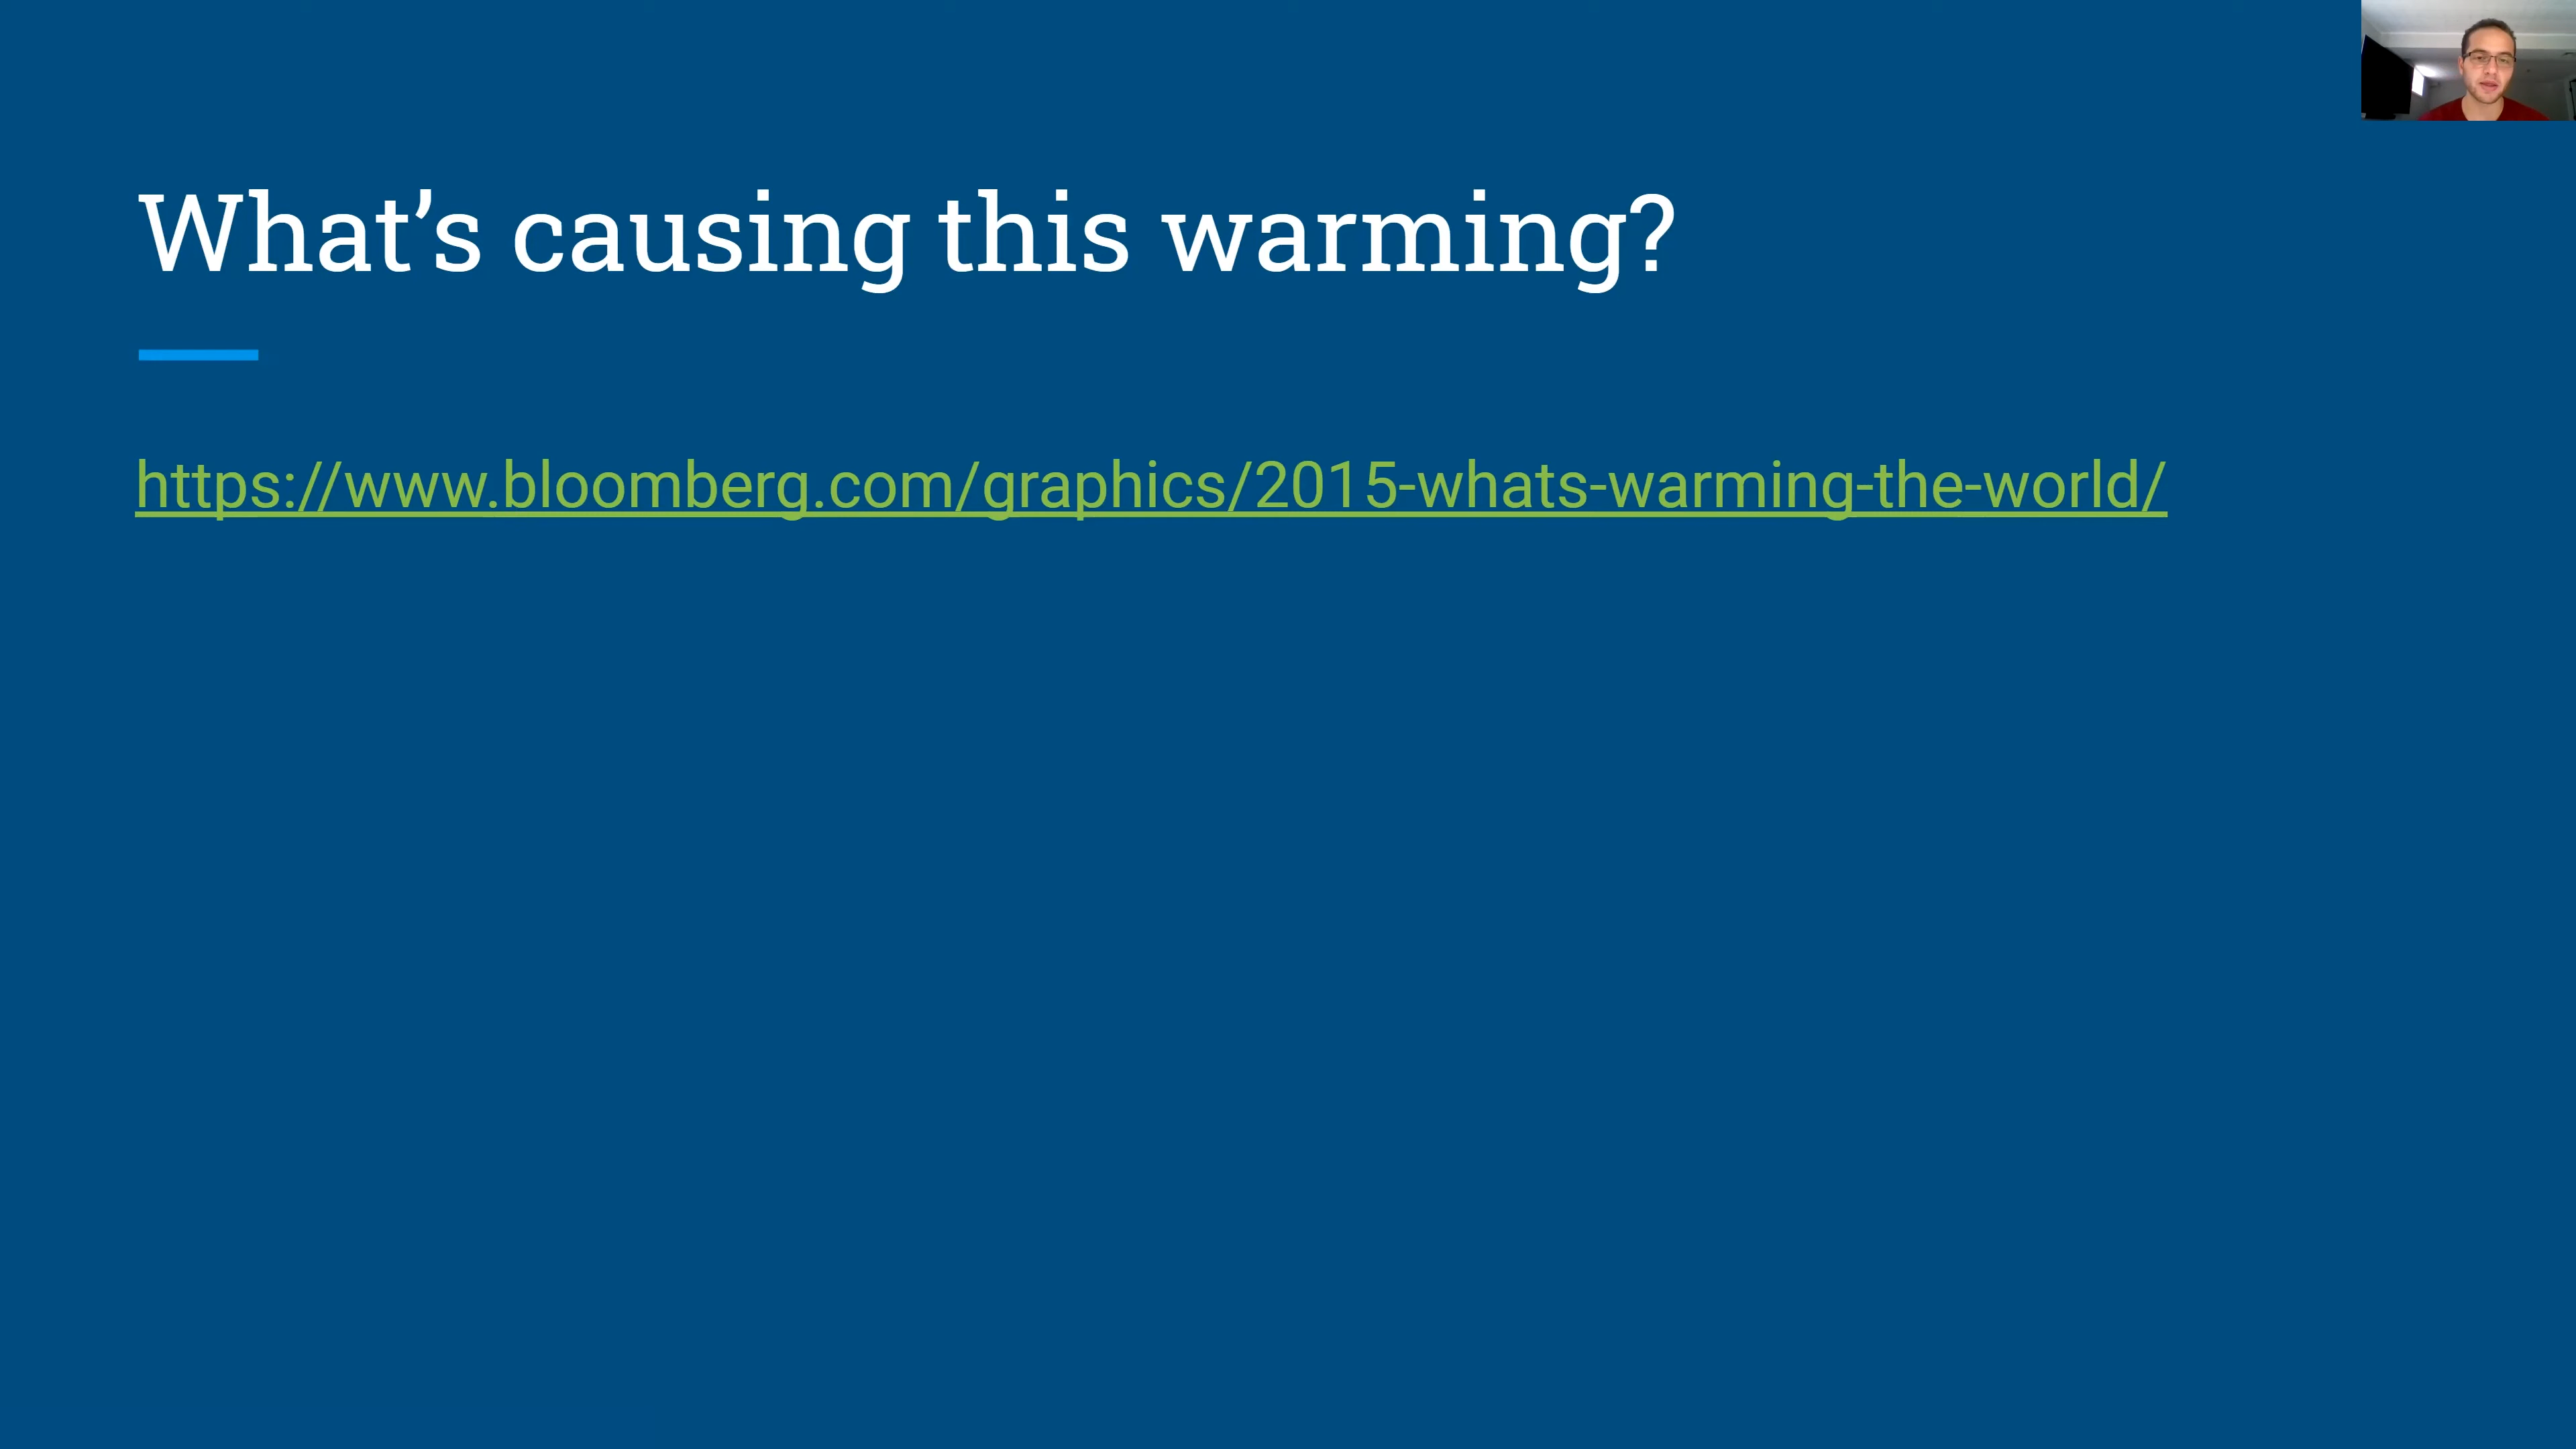 What’s causing this warming?
https://www.bloomberg.com/graphics/2015-whats-warming-the-world/